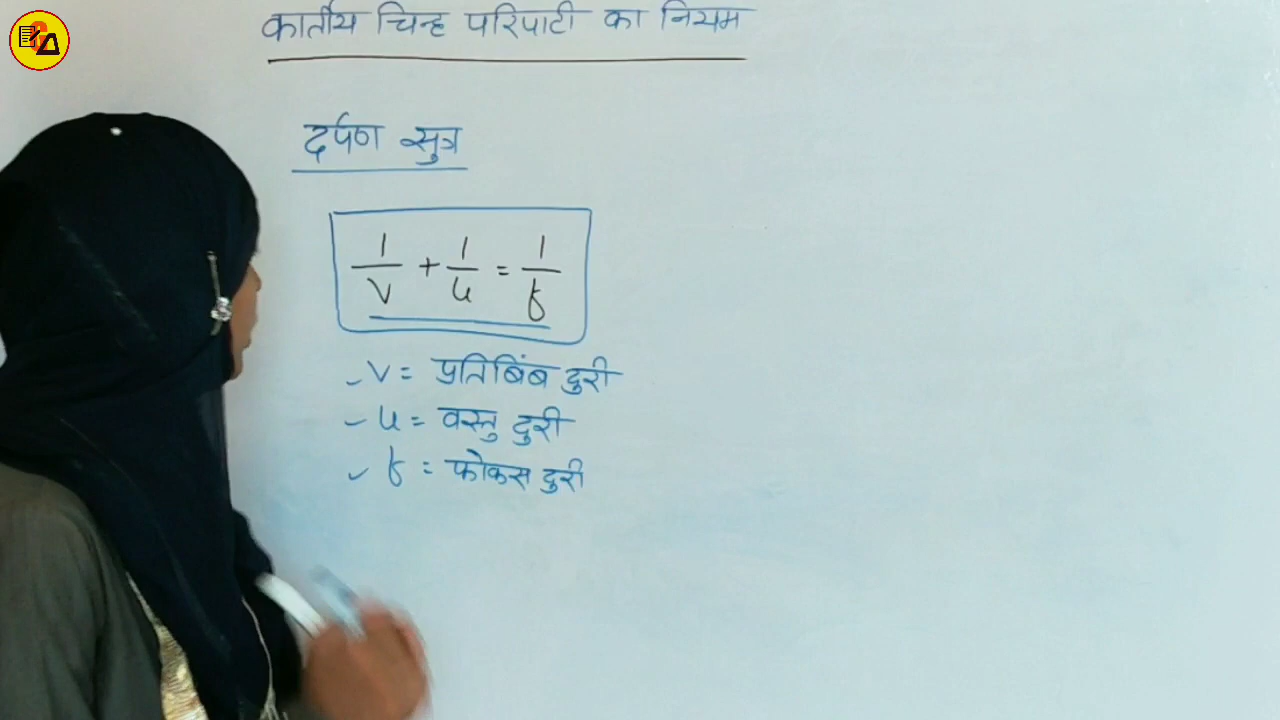 कार्तीय चिन्ह परिपाटी का नियम
दर्पण सुत्र
1/v + 1/u = 1/f
v = प्रतिबिंब दुरी
u = वस्तु दुरी
f = फोकस दुरी